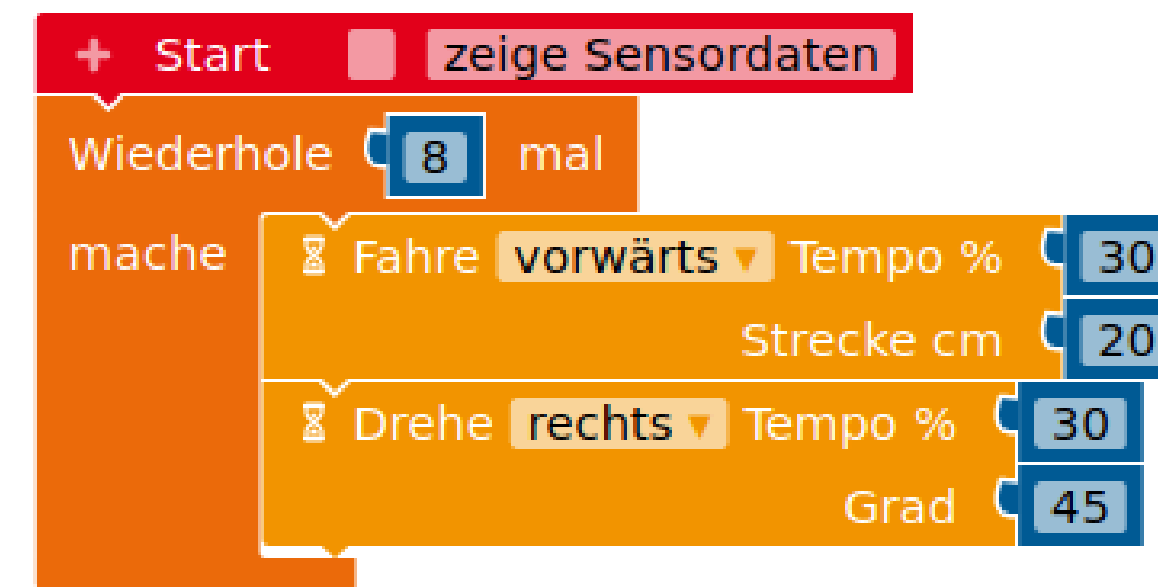 + Start zeige Sensordaten
Wiederhole 8 mal
mache Fahre vorwärts Tempo % 30
Strecke cm 20
Drehe rechts Tempo % 30
Grad 45